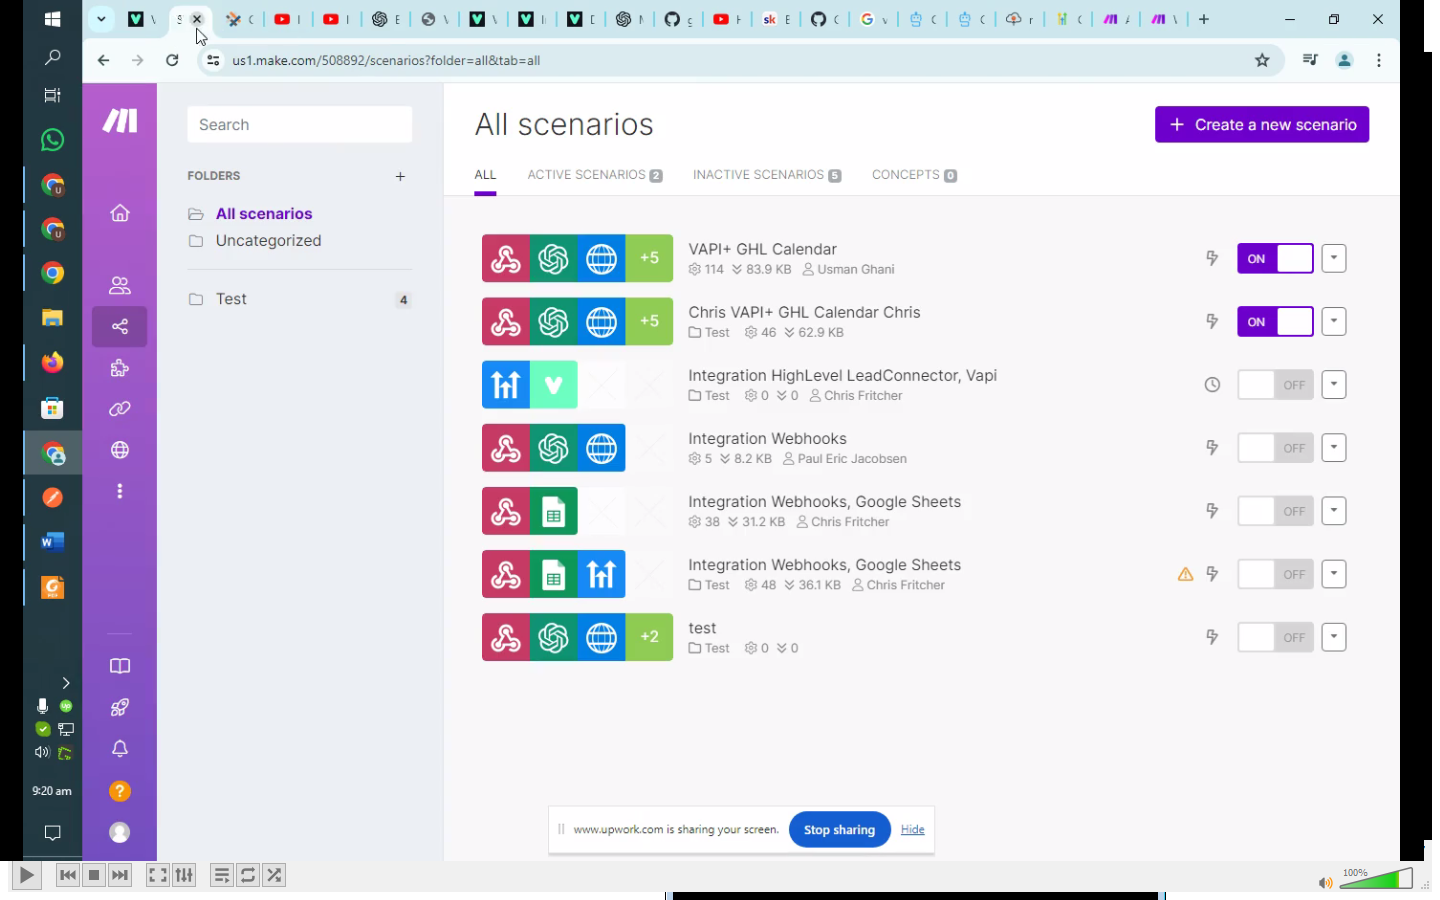 us1.make.com/508892/scenarios?folder=all&tab=all
Search
FOLDERS
All scenarios
Uncategorized
Test 4
All scenarios
Create a new scenario
ALL ACTIVE SCENARIOS 2 INACTIVE SCENARIOS 5 CONCEPTS 0
+5 VAPI+ GHL Calendar ON
114 83.9 KB Usman Ghani
+5 Chris VAPI+ GHL Calendar Chris ON
Test 46 62.9 KB
Integration HighLevel LeadConnector, Vapi OFF
Test 0 0 Chris Fritcher
Integration Webhooks OFF
5 8.2 KB Paul Eric Jacobsen
Integration Webhooks, Google Sheets OFF
38 31.2 KB Chris Fritcher
Integration Webhooks, Google Sheets OFF
Test 48 36.1 KB Chris Fritcher
+2 test OFF
Test 0 0
9:20 am
www.upwork.com is sharing your screen. Stop sharing Hide
100%